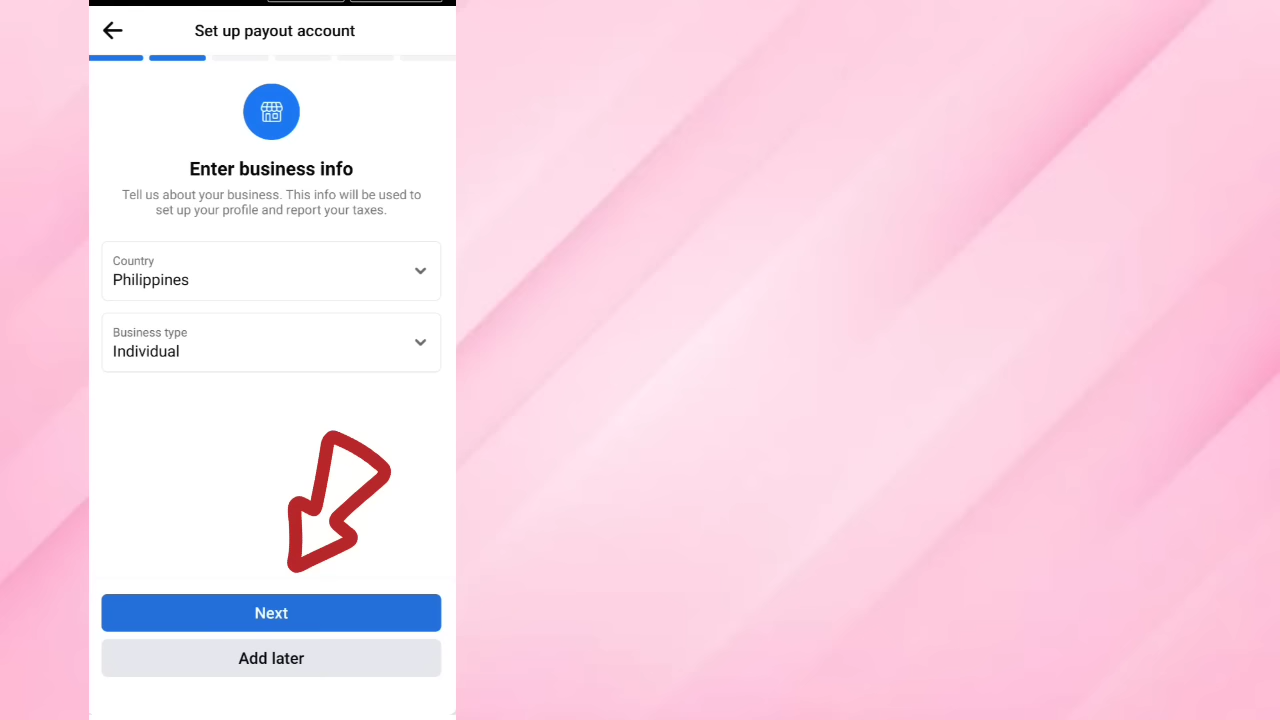 Set up payout account
Enter business info
Tell us about your business. This info will be used to
set up your profile and report your taxes.
Country
Philippines
Business type
Individual
Next
Add later